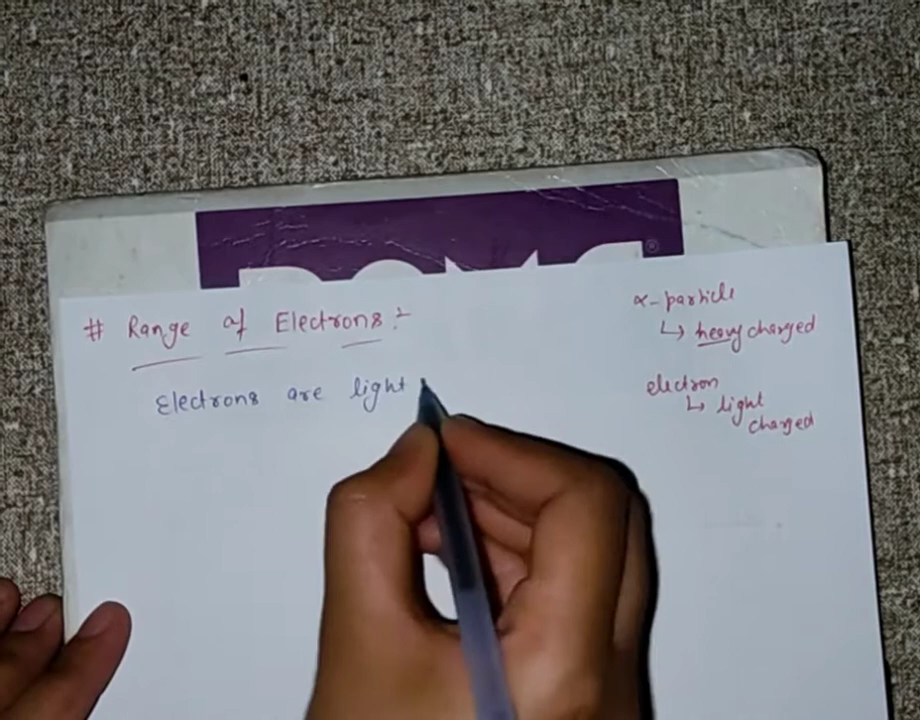 # Range of Electrons:-
Electrons are light
α-particle
↳ heavy charged
electron
↳ light
charged
®